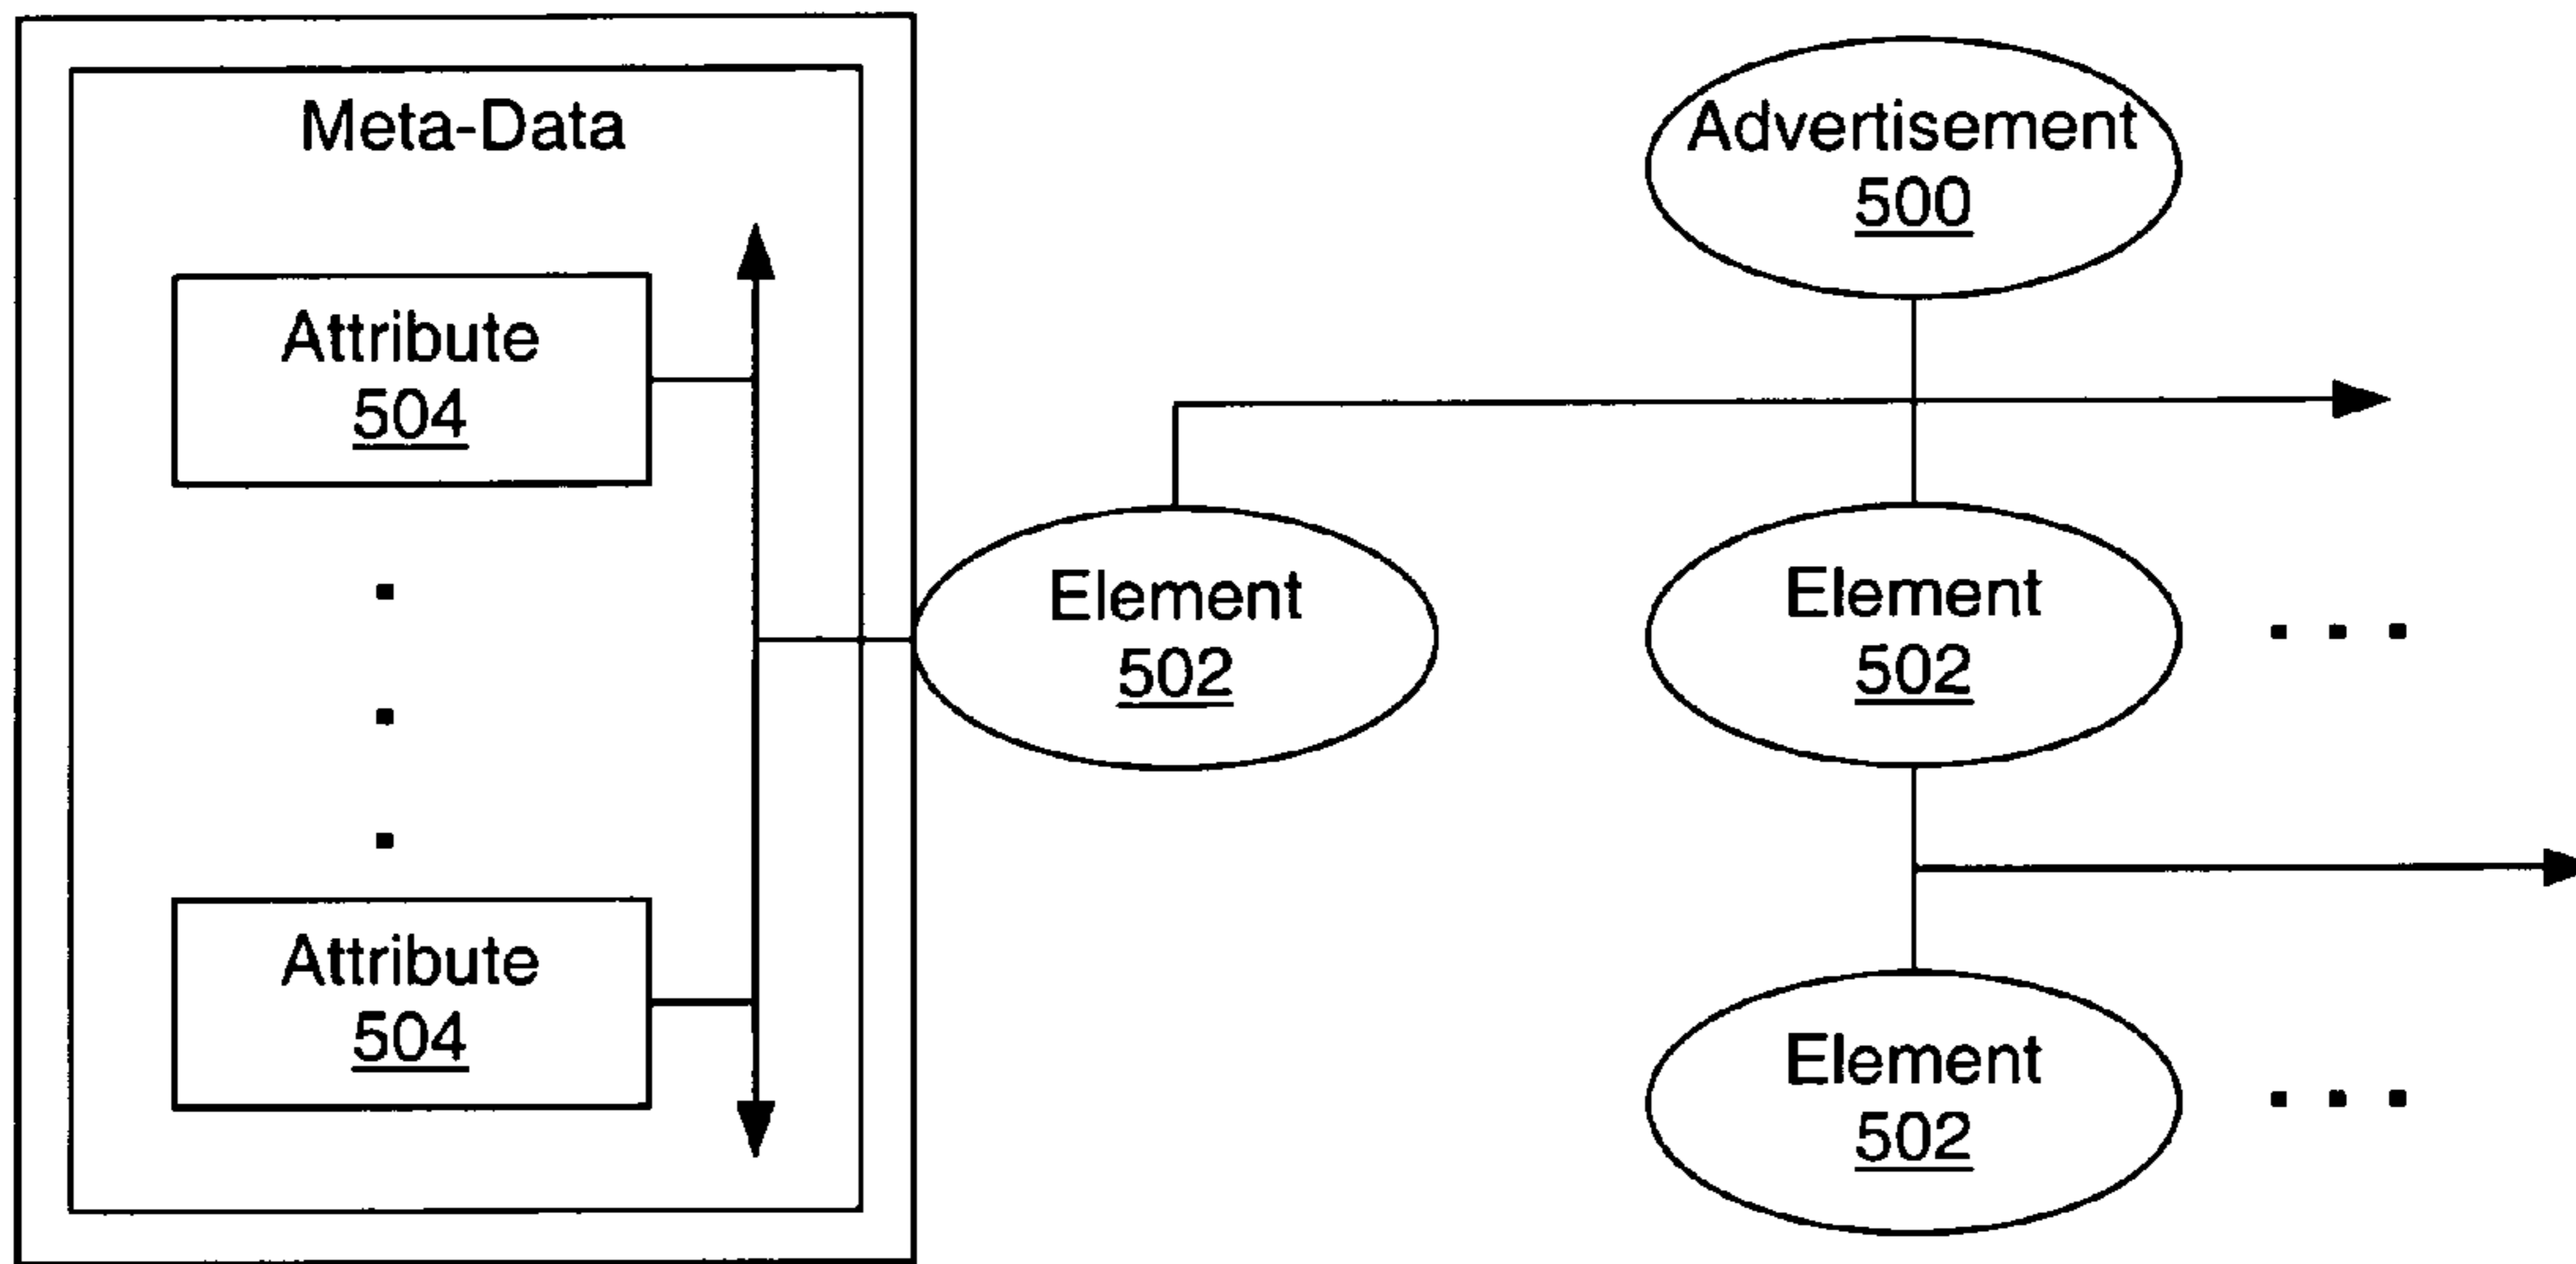 Meta-Data
Attribute
504
Attribute
504
Advertisement
500
Element
502
Element
502
Element
502